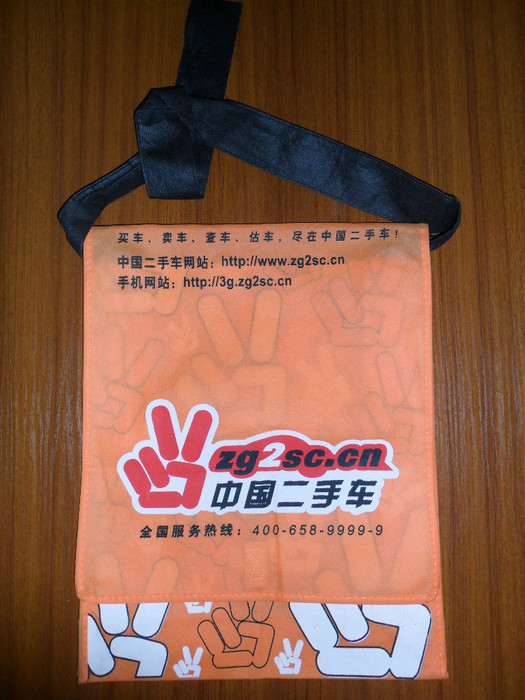 买车、卖车、查车、估车，尽在中国二手车！
中国二手车网站：http://www.zg2sc.cn
手机网站：http://3g.zg2sc.cn
zg2sc.cn
中国二手车
全国服务热线：400-658-9999-9